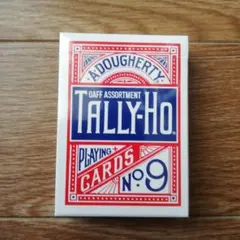 A.DOUGHERTY
GAFF ASSORTMENT
TALLY-HO
PLAYING
CARDS
No. 9